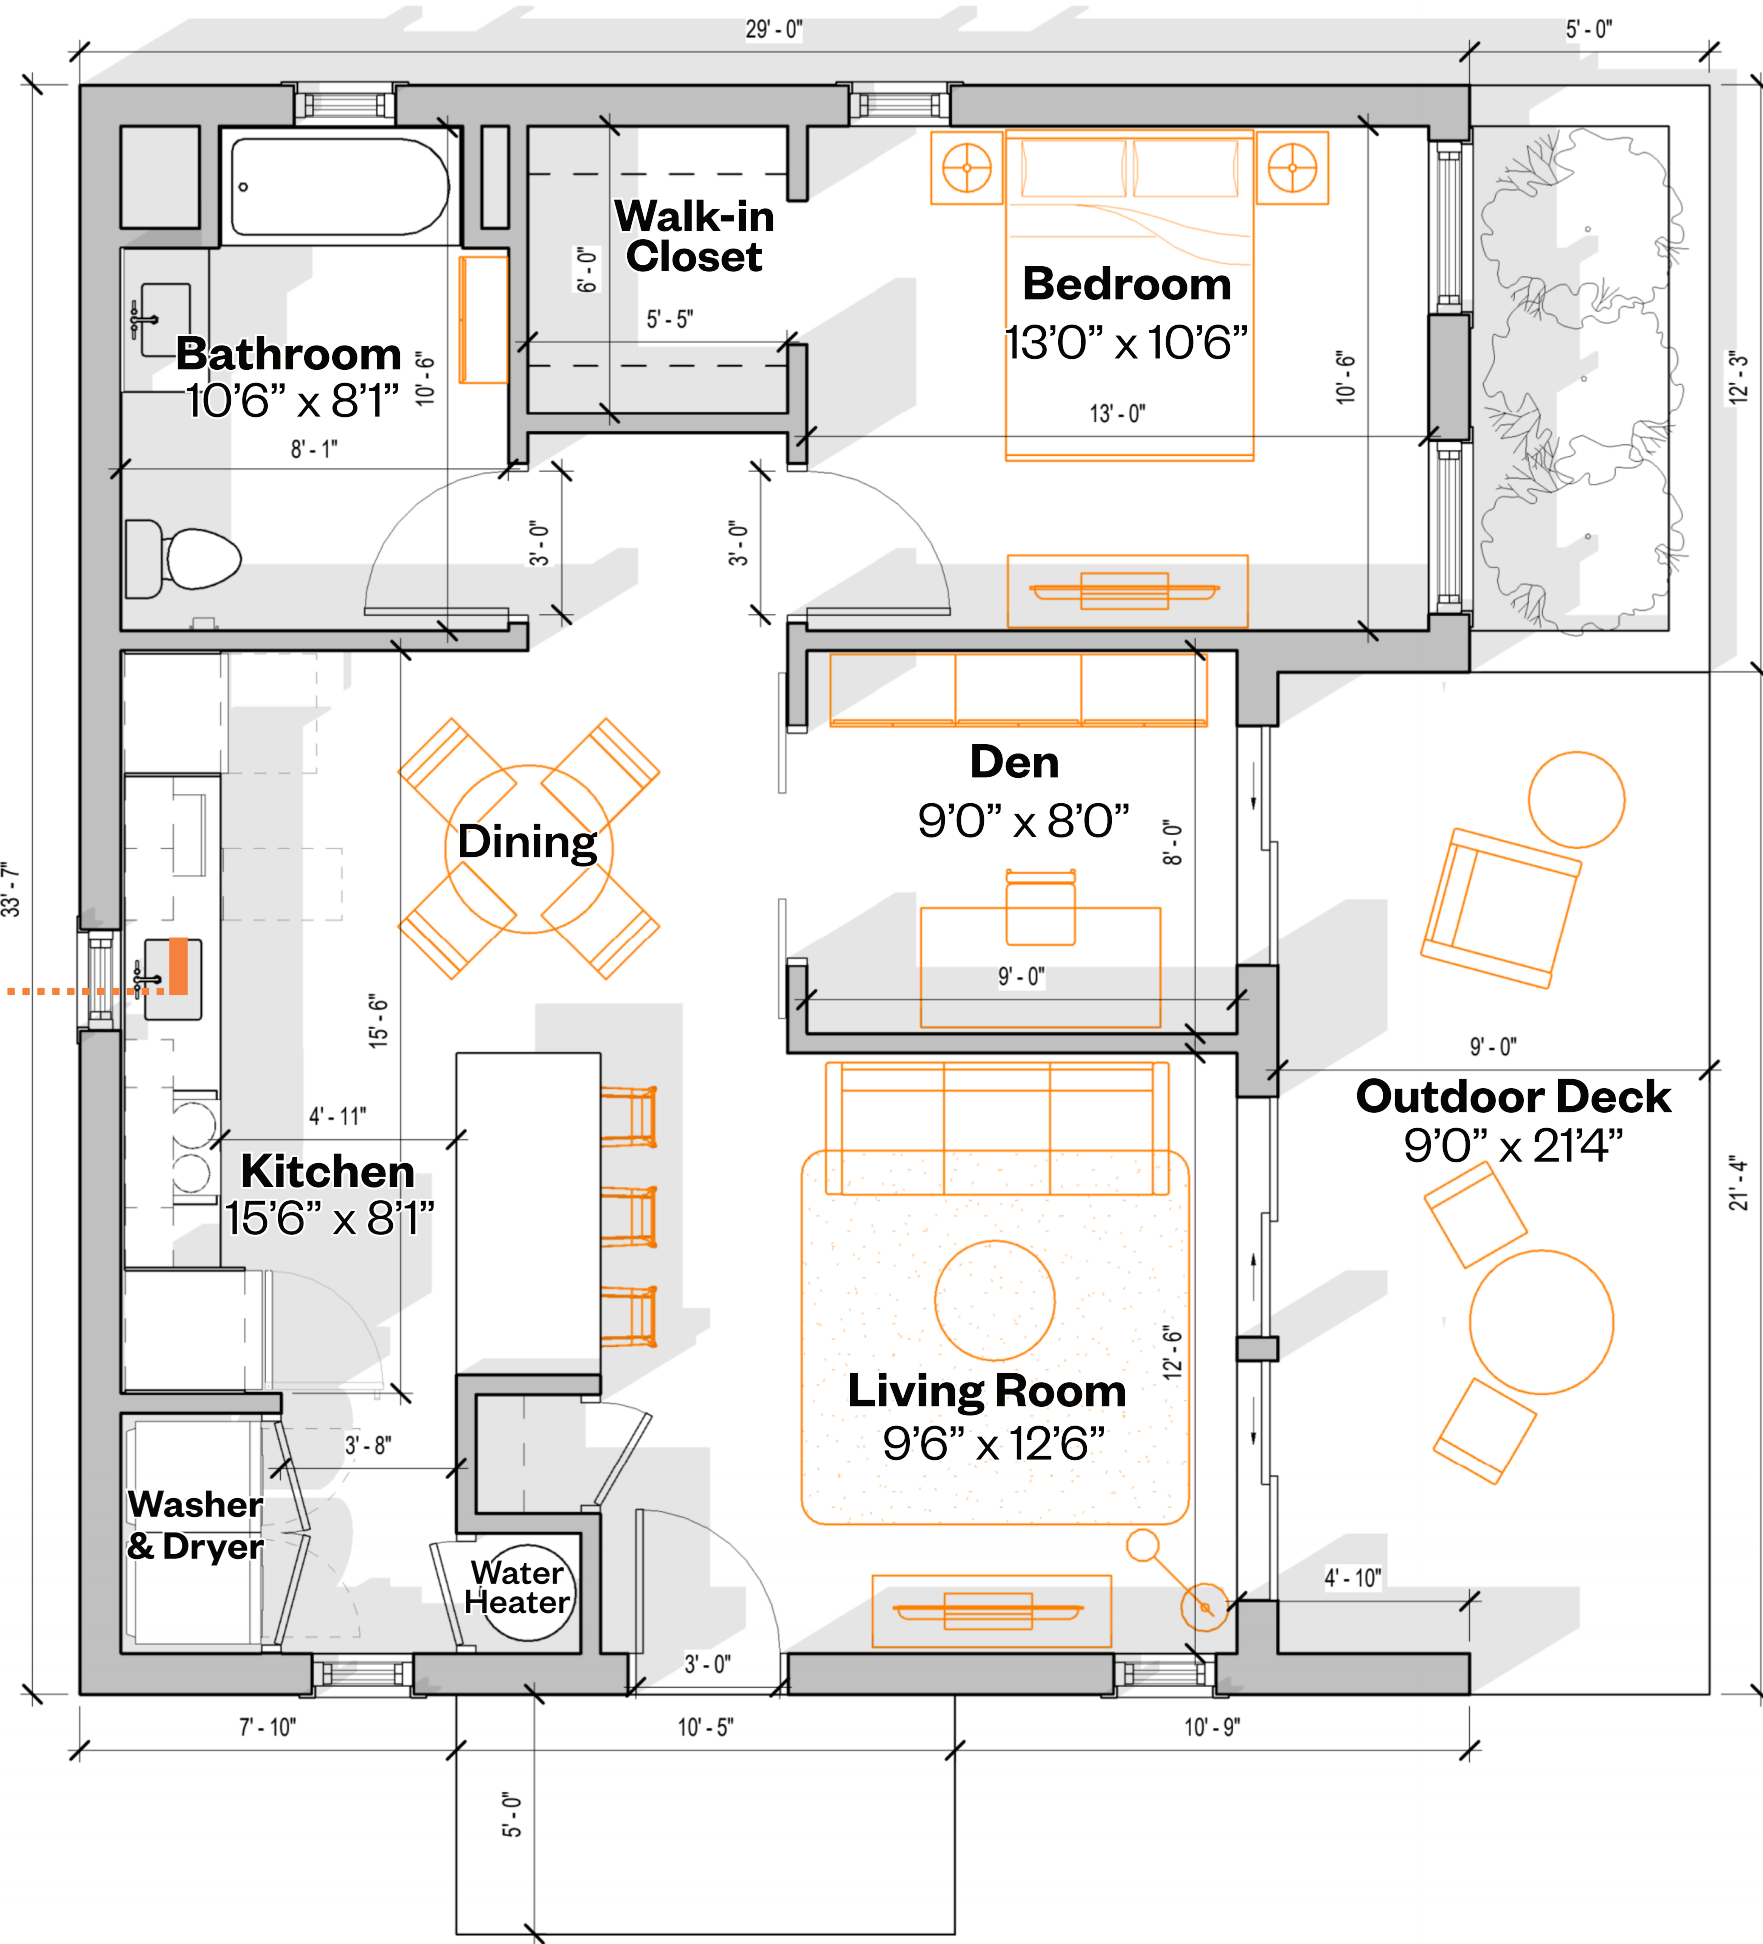 29' - 0"
5' - 0"
Walk-in
Closet
6' - 0"
5' - 5"
Bedroom
13’0” x 10’6”
13' - 0"
10' - 6"
12' - 3"
Bathroom
10’6” x 8’1”
10' - 6"
8' - 1"
3' - 0"
3' - 0"
Den
9’0” x 8’0”
8' - 0"
9' - 0"
Dining
33' - 7"
15' - 6"
4' - 11"
Kitchen
15’6” x 8’1”
9' - 0"
Outdoor Deck
9’0” x 21’4”
21' - 4"
Living Room
9’6” x 12’6”
12' - 6"
3' - 8"
Washer
& Dryer
Water
Heater
4' - 10"
3' - 0"
7' - 10"
10' - 5"
10' - 9"
5' - 0"